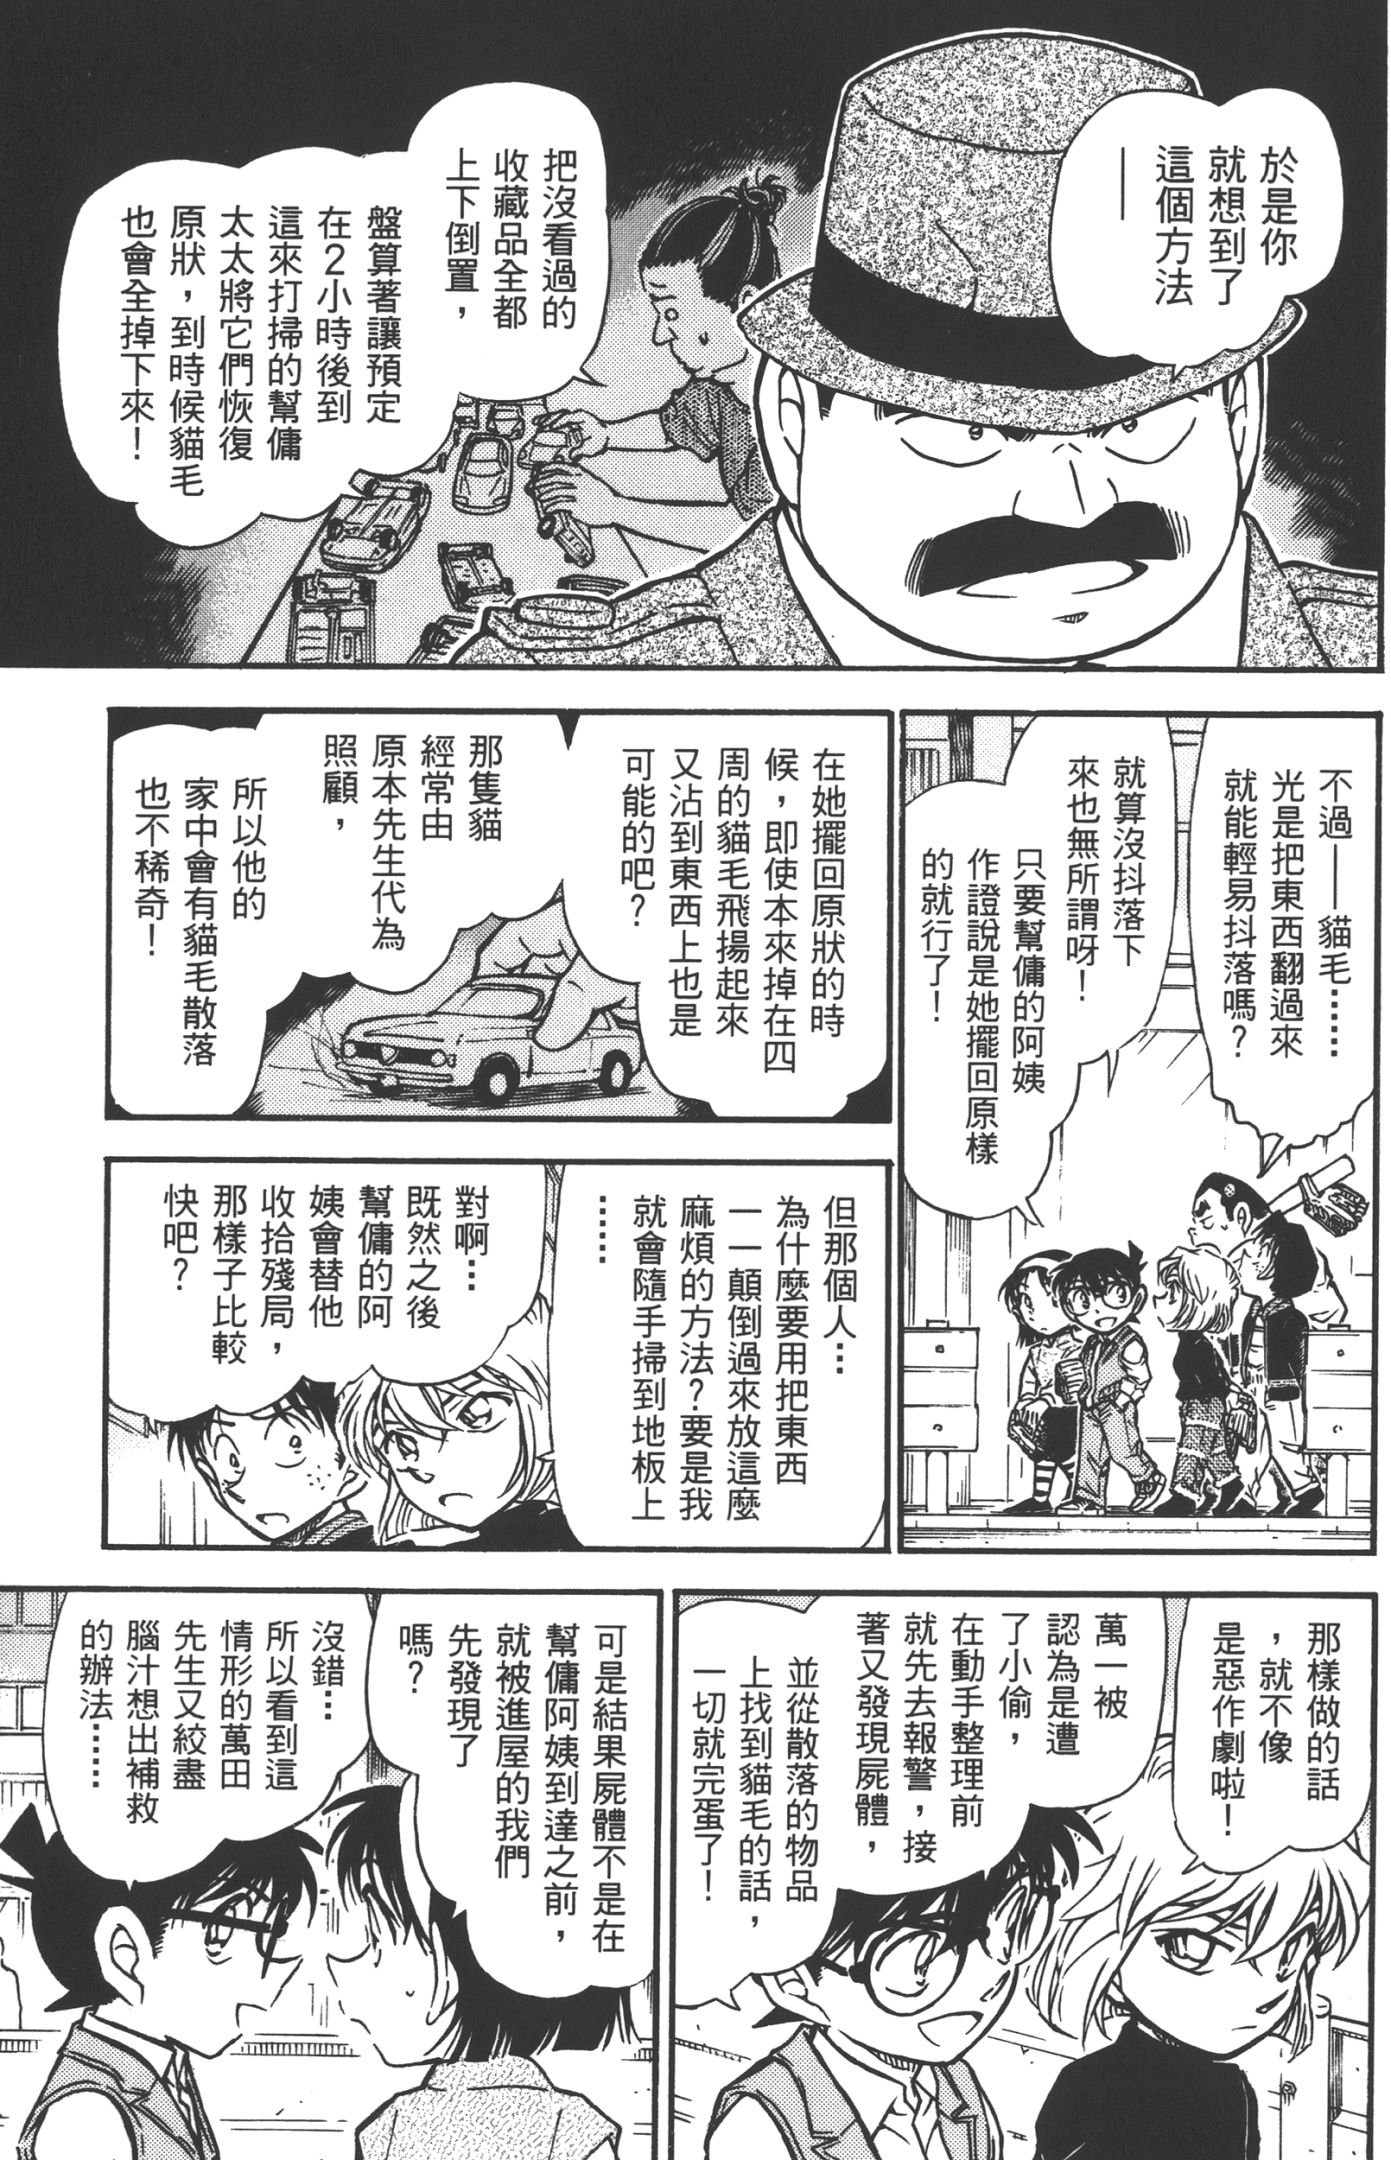 於是你
就想到了
這個方法
——
把沒看過的
收藏品全都
上下倒置，
盤算著讓預定
在2小時後到
這來打掃的幫傭
太太將它們恢復
原狀，到時候貓毛
也會全掉下來！
不過——貓毛……
光是把東西翻過來
就能輕易抖落嗎？
就算沒抖落下
來也無所謂呀！
只要幫傭的阿姨
作證說是她擺回原樣
的就行了！
在她擺回原狀的時
候，即使本來掉在四
周的貓毛飛揚起來
又沾到東西上也是
可能的吧？
那隻貓
經常由
原本先生代為
照顧，
所以他的
家中會有貓毛散落
也不稀奇！
但那個人…
為什麼要用把東西
一一顛倒過來放這麼
麻煩的方法？要是我
就會隨手掃到地板上
……
對啊…
既然之後
幫傭的阿
姨會替他
收拾殘局，
那樣子比較
快吧？
那樣做的話
，就不像
是惡作劇啦！
萬一被
認為是遭
了小偷，
在動手整理前
就先去報警，接
著又發現屍體，
並從散落的物品
上找到貓毛的話，
一切就完蛋了！
可是結果屍體不是在
幫傭阿姨到達之前，
就被進屋的我們
先發現了
嗎？
沒錯…
所以看到這
情形的萬田
先生又絞盡
腦汁想出補救
的辦法……